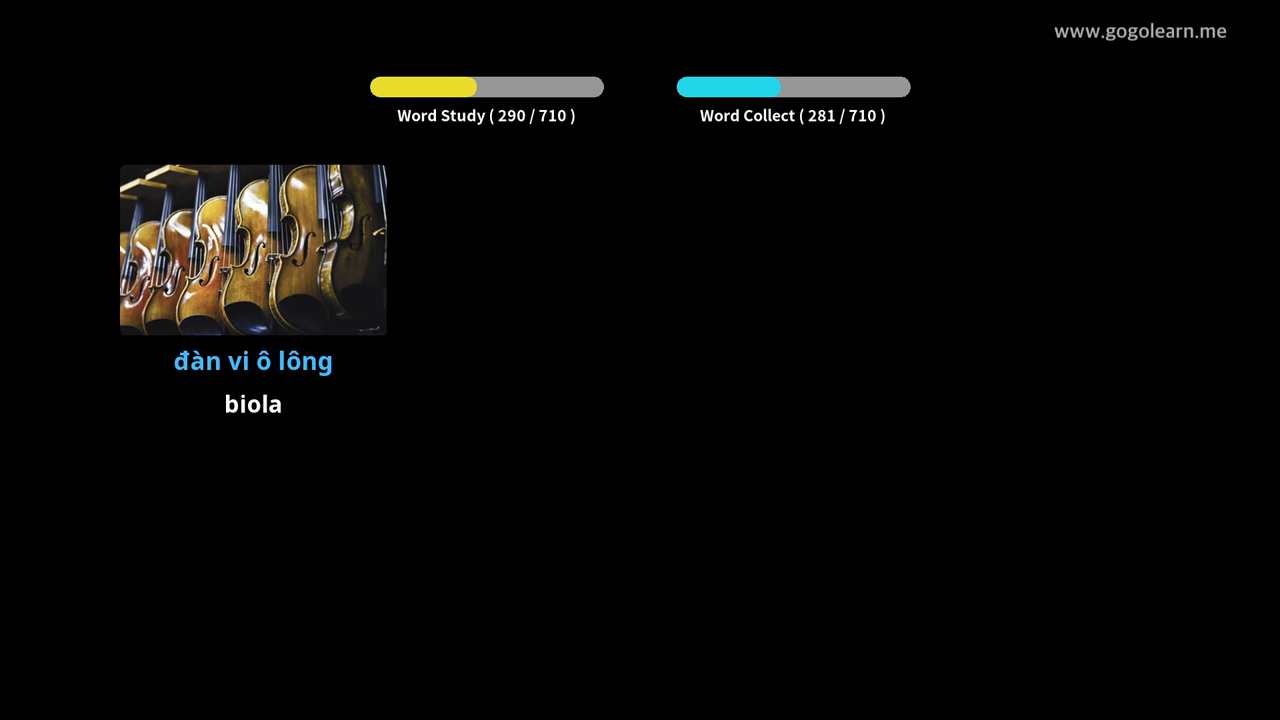 www.gogolearn.me
Word Study ( 290 / 710 )
Word Collect ( 281 / 710 )
đàn vi ô lông
biola